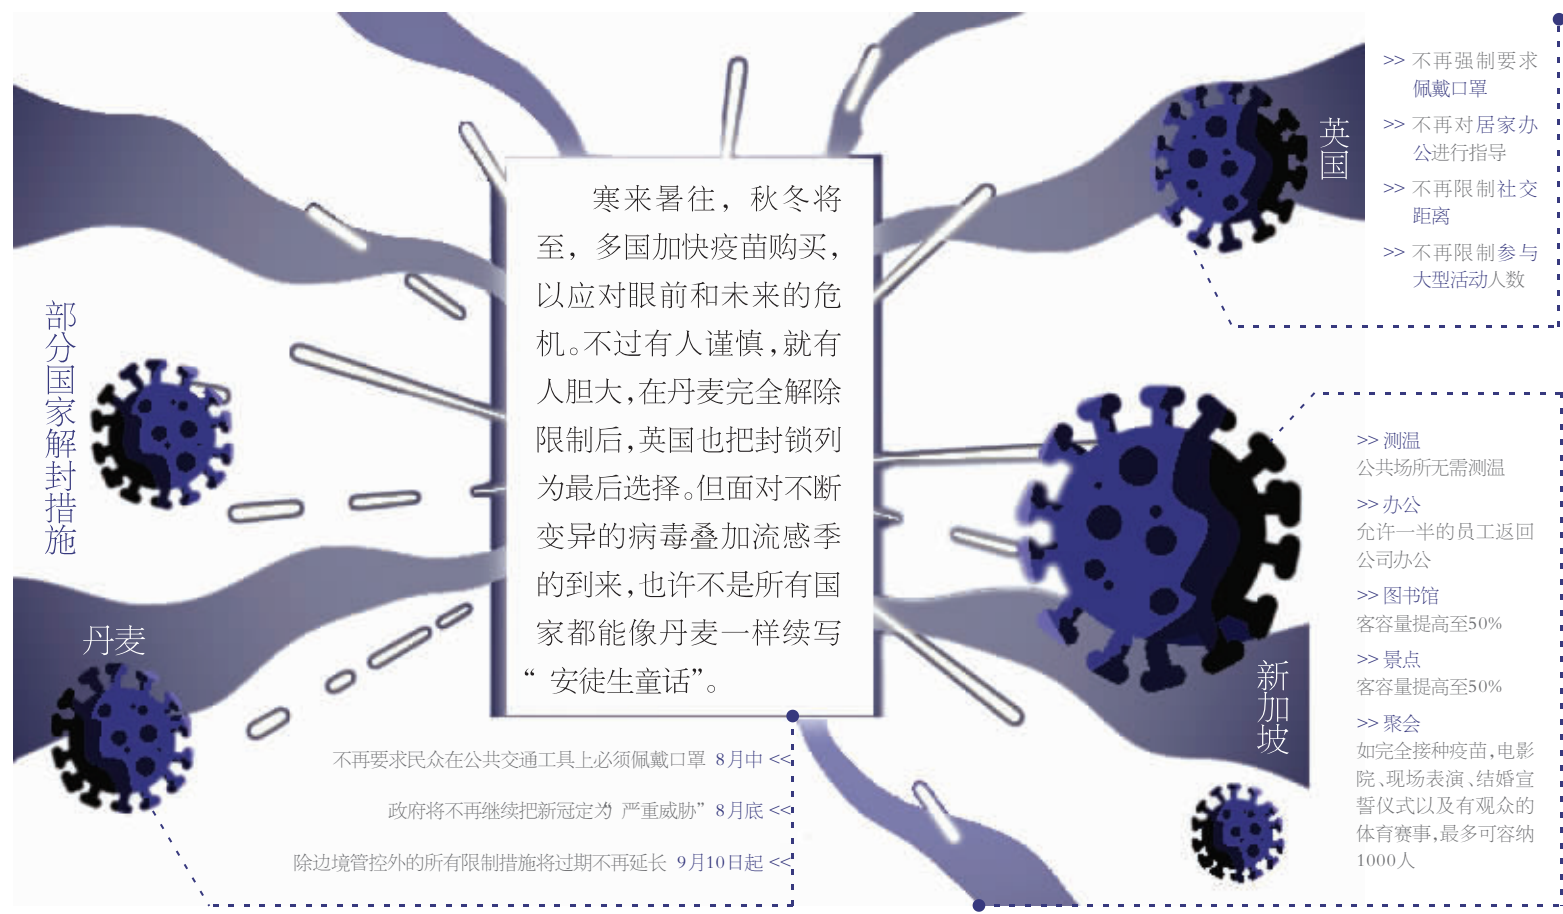 部分国家解封措施
寒来暑往，秋冬将
至，多国加快疫苗购买，
以应对眼前和未来的危
机。不过有人谨慎，就有
人胆大，在丹麦完全解除
限制后，英国也把封锁列
为最后选择。但面对不断
变异的病毒叠加流感季
的到来，也许不是所有国
家都能像丹麦一样续写
“安徒生童话”。
英国
>> 不再强制要求
佩戴口罩
>> 不再对居家办
公进行指导
>> 不再限制社交
距离
>> 不再限制参与
大型活动人数
丹麦
不再要求民众在公共交通工具上必须佩戴口罩 8月中 <<
政府将不再继续把新冠定为“严重威胁” 8月底 <<
除边境管控外的所有限制措施将过期不再延长 9月10日起 <<
新加坡
>> 测温
公共场所无需测温
>> 办公
允许一半的员工返回
公司办公
>> 图书馆
客容量提高至50%
>> 景点
客容量提高至50%
>> 聚会
如完全接种疫苗，电影
院、现场表演、结婚宣
誓仪式以及有观众的
体育赛事，最多可容纳
1000人